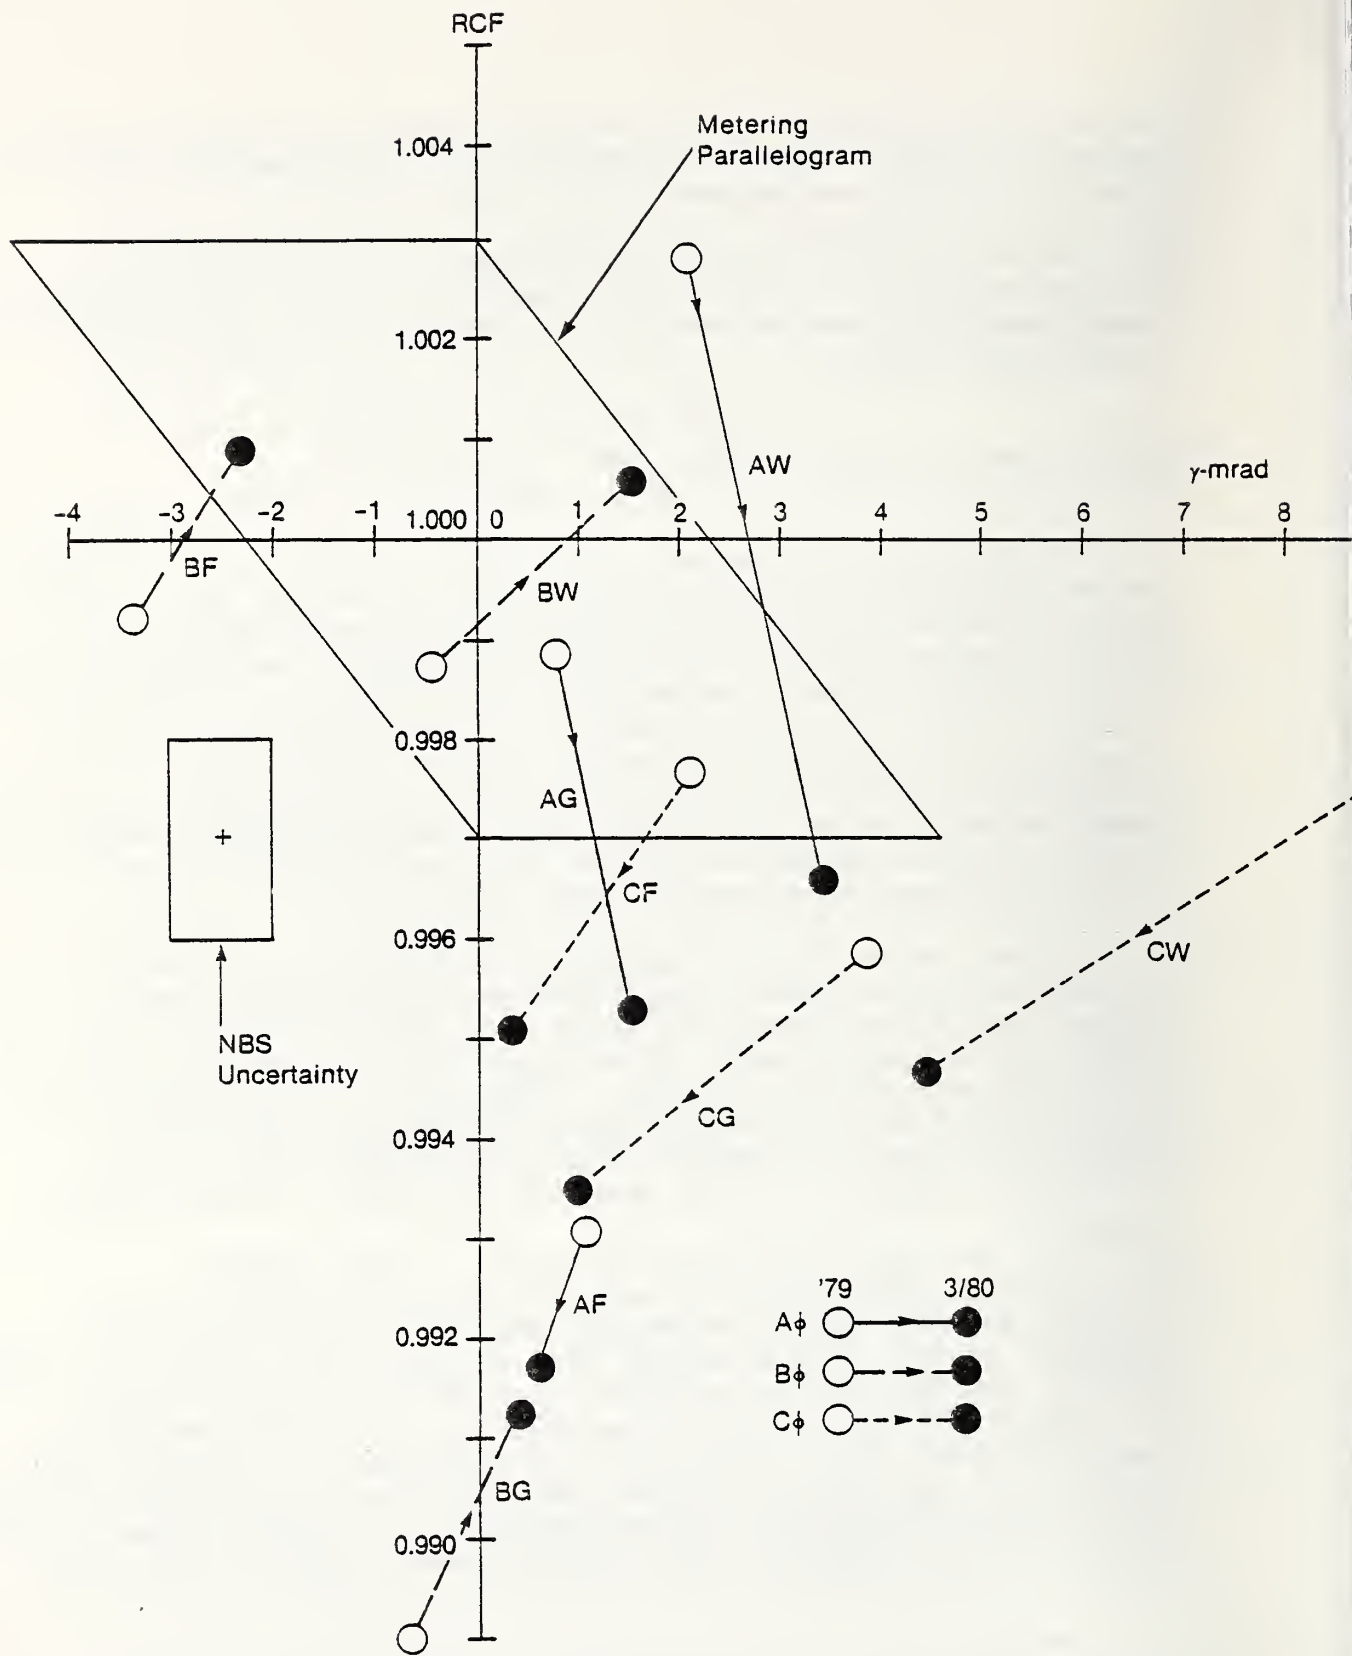 RCF
Metering
Parallelogram
1.004
1.002
AW
γ-mrad
-4 -3 -2 -1 1.000 0 1 2 3 4 5 6 7 8
BF
BW
0.998
AG
CF
0.996
CW
NBS
Uncertainty
CG
0.994
'79 3/80
AF
Aϕ
0.992
Bϕ
Cϕ
BG
0.990